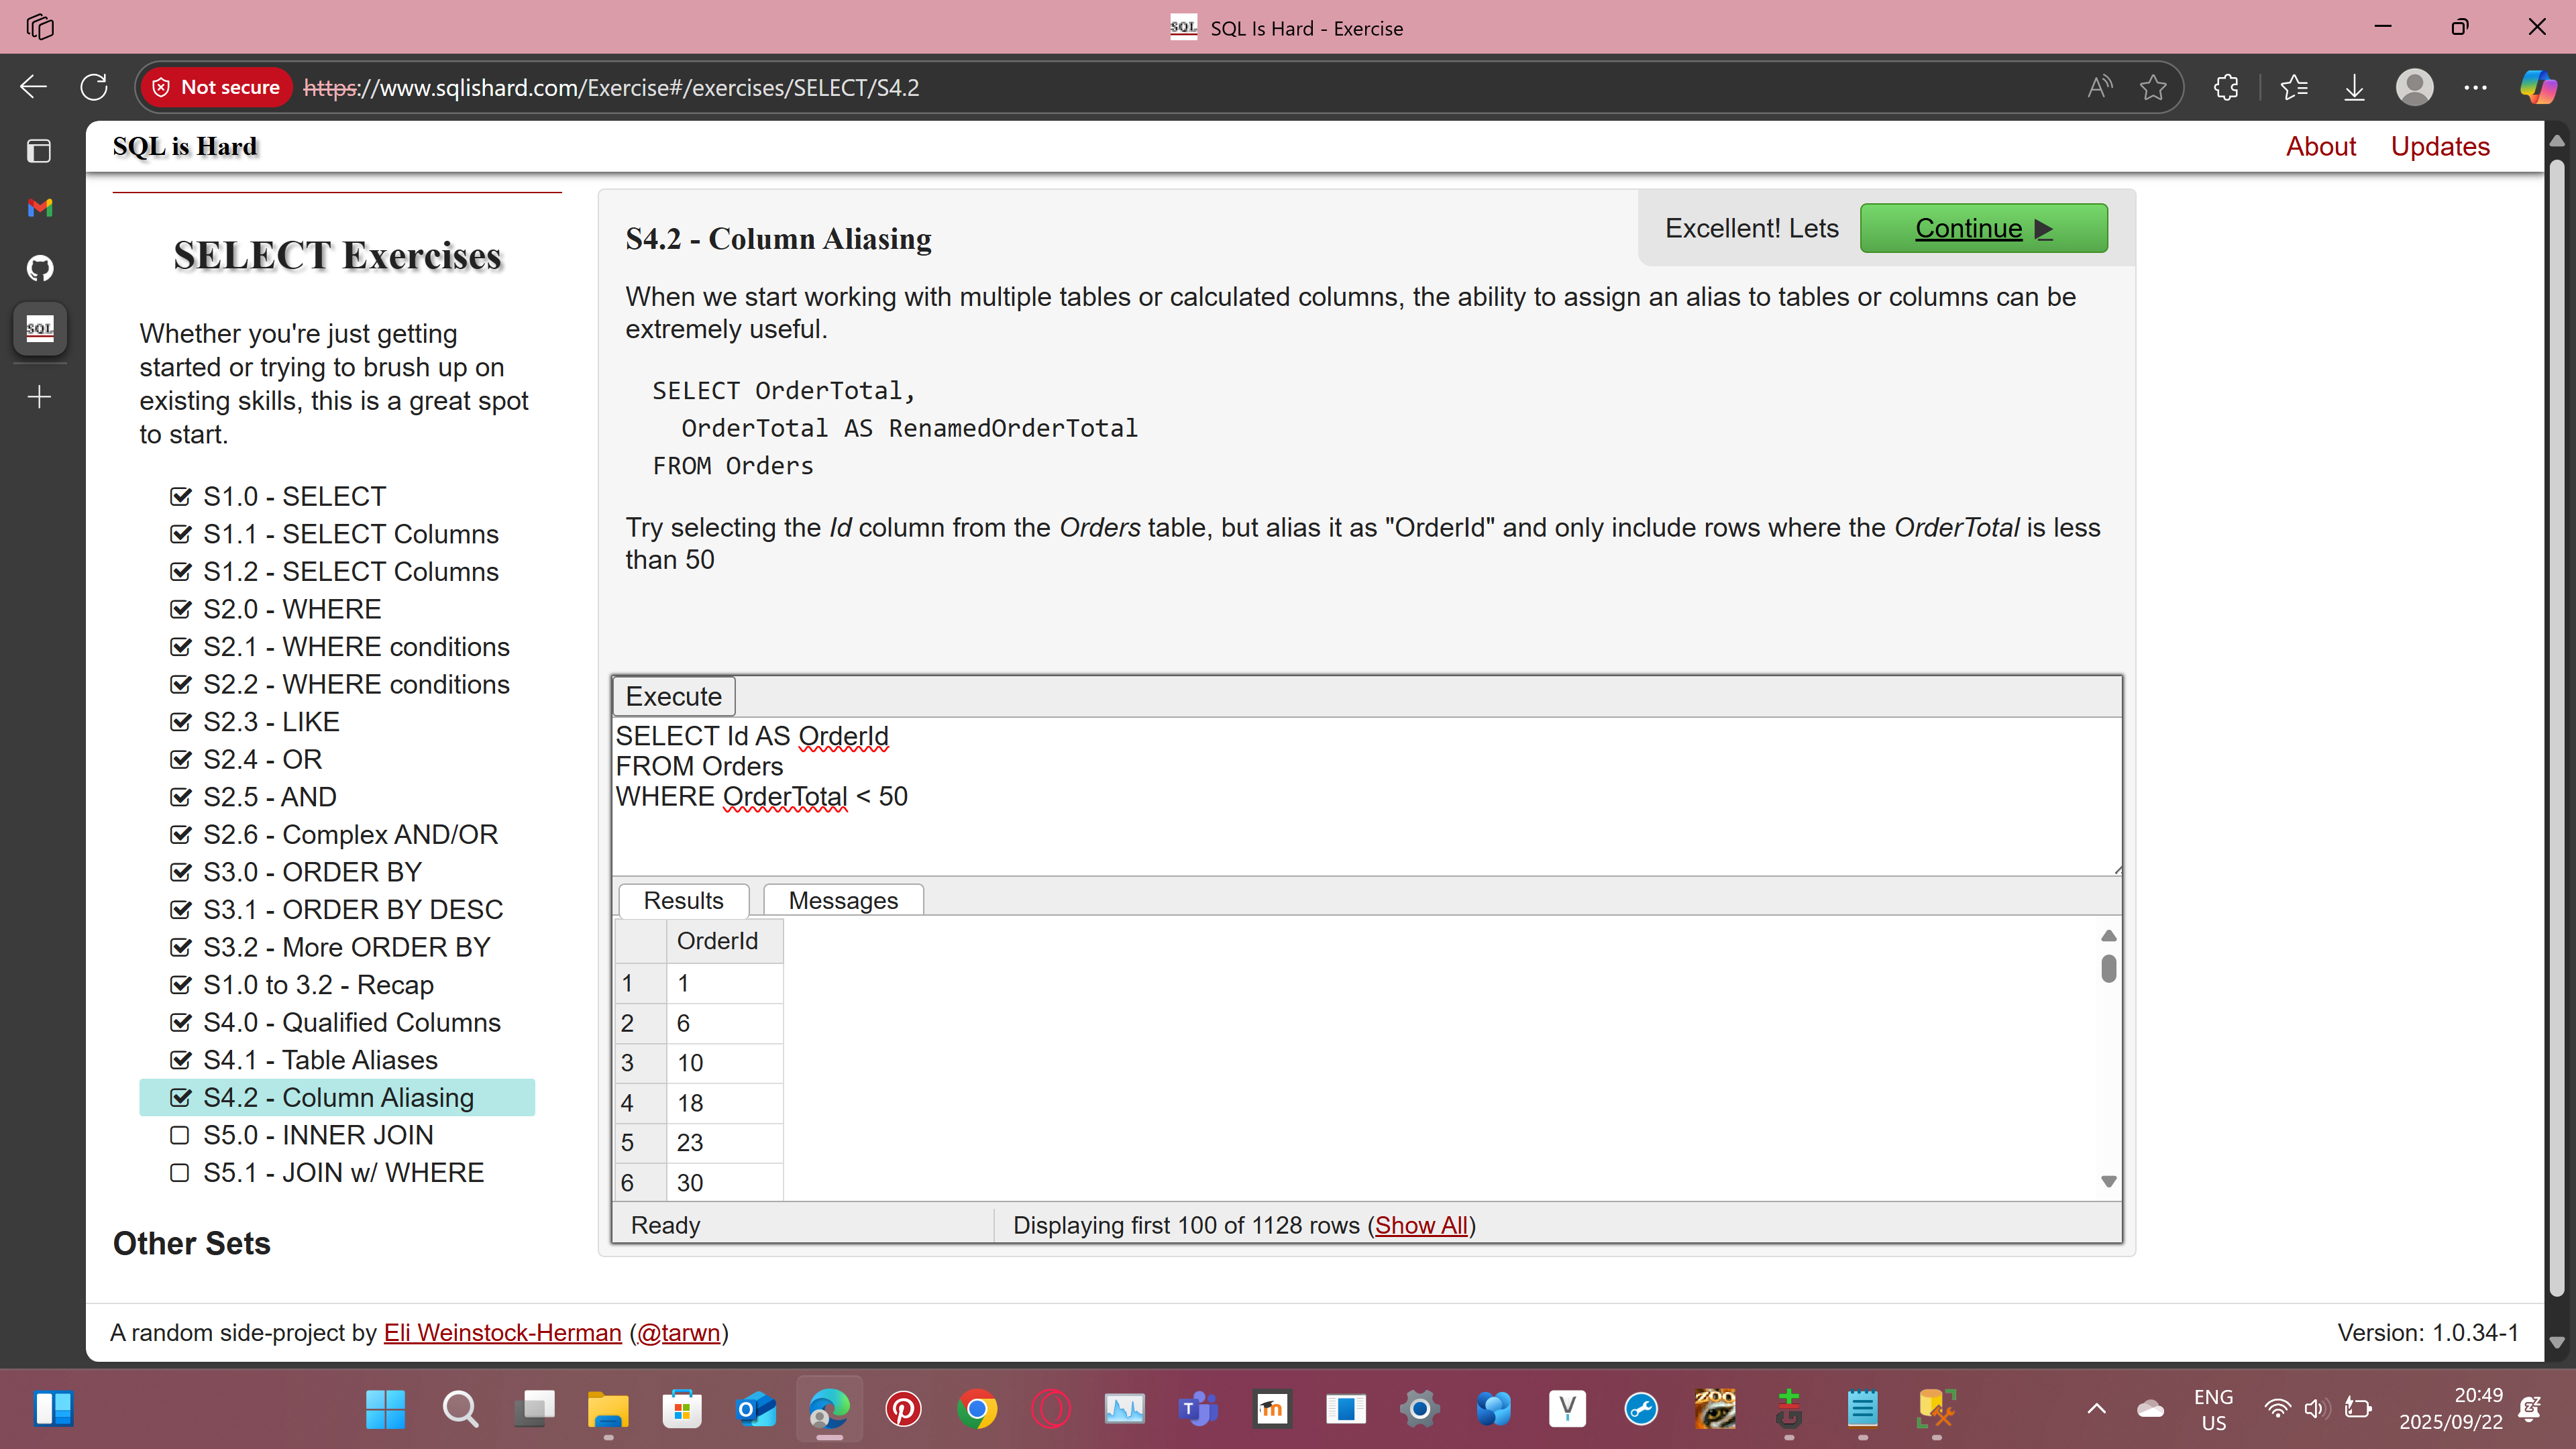 SQL Is Hard - Exercise
Not secure
https://www.sqlishard.com/Exercise#/exercises/SELECT/S4.2
SQL is Hard
About
Updates
SELECT Exercises
Whether you're just getting
started or trying to brush up on
existing skills, this is a great spot
to start.
S1.0 - SELECT
S1.1 - SELECT Columns
S1.2 - SELECT Columns
S2.0 - WHERE
S2.1 - WHERE conditions
S2.2 - WHERE conditions
S2.3 - LIKE
S2.4 - OR
S2.5 - AND
S2.6 - Complex AND/OR
S3.0 - ORDER BY
S3.1 - ORDER BY DESC
S3.2 - More ORDER BY
S1.0 to 3.2 - Recap
S4.0 - Qualified Columns
S4.1 - Table Aliases
S4.2 - Column Aliasing
S5.0 - INNER JOIN
S5.1 - JOIN w/ WHERE
Other Sets
S4.2 - Column Aliasing
Excellent! Lets
Continue
When we start working with multiple tables or calculated columns, the ability to assign an alias to tables or columns can be
extremely useful.
SELECT OrderTotal,
OrderTotal AS RenamedOrderTotal
FROM Orders
Try selecting the Id column from the Orders table, but alias it as "OrderId" and only include rows where the OrderTotal is less
than 50
Execute
SELECT Id AS OrderId
FROM Orders
WHERE OrderTotal < 50
Results
Messages
OrderId
1 1
2 6
3 10
4 18
5 23
6 30
Ready
Displaying first 100 of 1128 rows (Show All)
A random side-project by Eli Weinstock-Herman (@tarwn)
Version: 1.0.34-1
ENG
US
20:49
2025/09/22